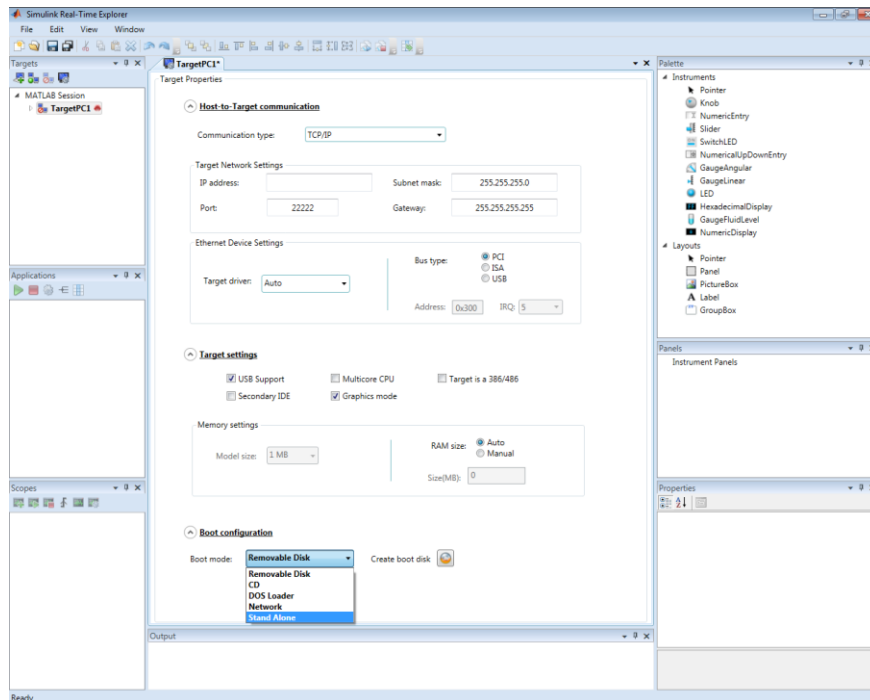 Simulink Real-Time Explorer
File Edit View Window
Targets
MATLAB Session
TargetPC1
Applications
Scopes
TargetPC1*
Target Properties
Host-to-Target communication
Communication type: TCP/IP
Target Network Settings
IP address: Subnet mask: 255.255.255.0
Port: 22222 Gateway: 255.255.255.255
Ethernet Device Settings
Target driver: Auto
Bus type: PCI
ISA
USB
Address: 0x300 IRQ: 5
Target settings
USB Support Multicore CPU Target is a 386/486
Secondary IDE Graphics mode
Memory settings
Model size: 1 MB
RAM size: Auto
Manual
Size(MB): 0
Boot configuration
Boot mode: Removable Disk Create boot disk
Removable Disk
CD
DOS Loader
Network
Stand Alone
Output
Palette
Instruments
Pointer
Knob
NumericEntry
Slider
SwitchLED
NumericalUpDownEntry
GaugeAngular
GaugeLinear
LED
HexadecimalDisplay
GaugeFluidLevel
NumericDisplay
Layouts
Pointer
Panel
PictureBox
A Label
GroupBox
Panels
Instrument Panels
Properties
Ready